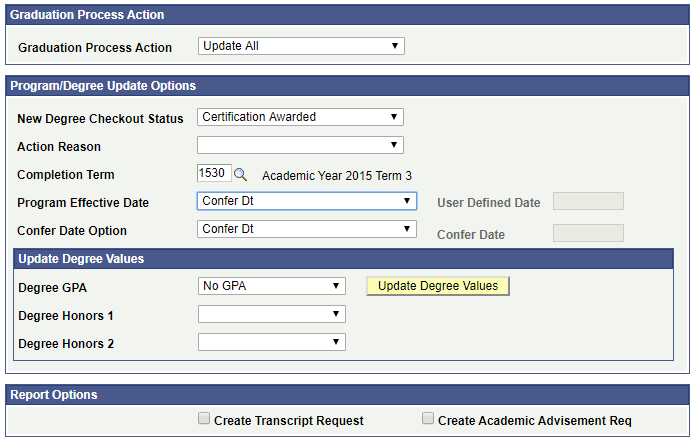 Graduation Process Action
Graduation Process Action Update All
Program/Degree Update Options
New Degree Checkout Status Certification Awarded
Action Reason
Completion Term 1530 Academic Year 2015 Term 3
Program Effective Date Confer Dt User Defined Date
Confer Date Option Confer Dt Confer Date
Update Degree Values
Degree GPA No GPA Update Degree Values
Degree Honors 1
Degree Honors 2
Report Options
Create Transcript Request Create Academic Advisement Req